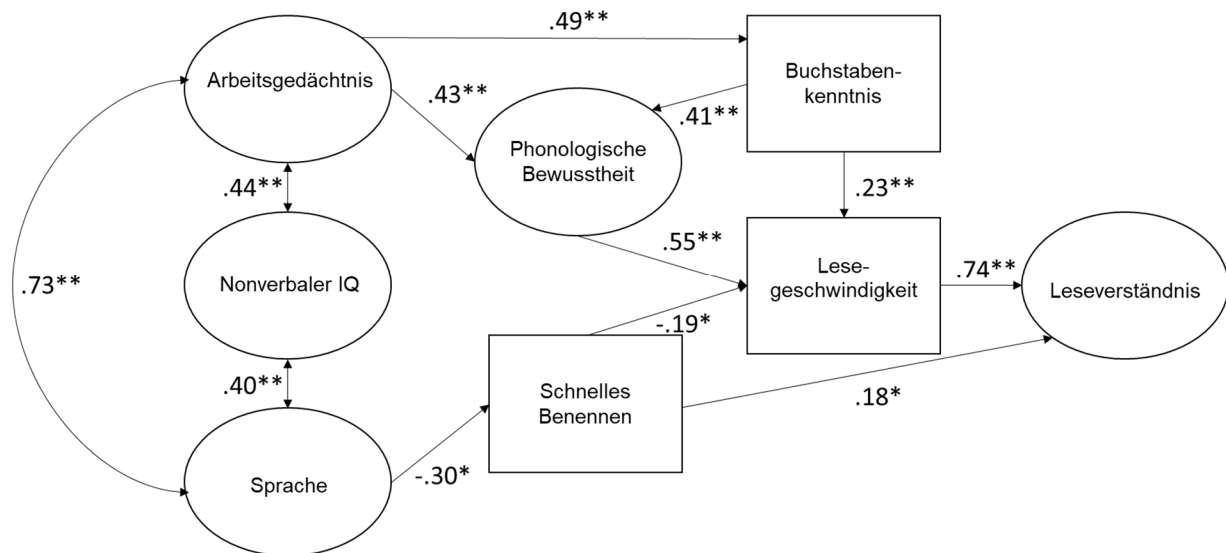 .49**
Arbeitsgedächtnis
Buchstaben-
kenntnis
.43**
.41**
Phonologische
Bewusstheit
.44**
.23**
.55**
.73**
Nonverbaler IQ
Lese-
geschwindigkeit
.74**
Leseverständnis
-.19*
.40**
Schnelles
Benennen
.18*
-.30*
Sprache